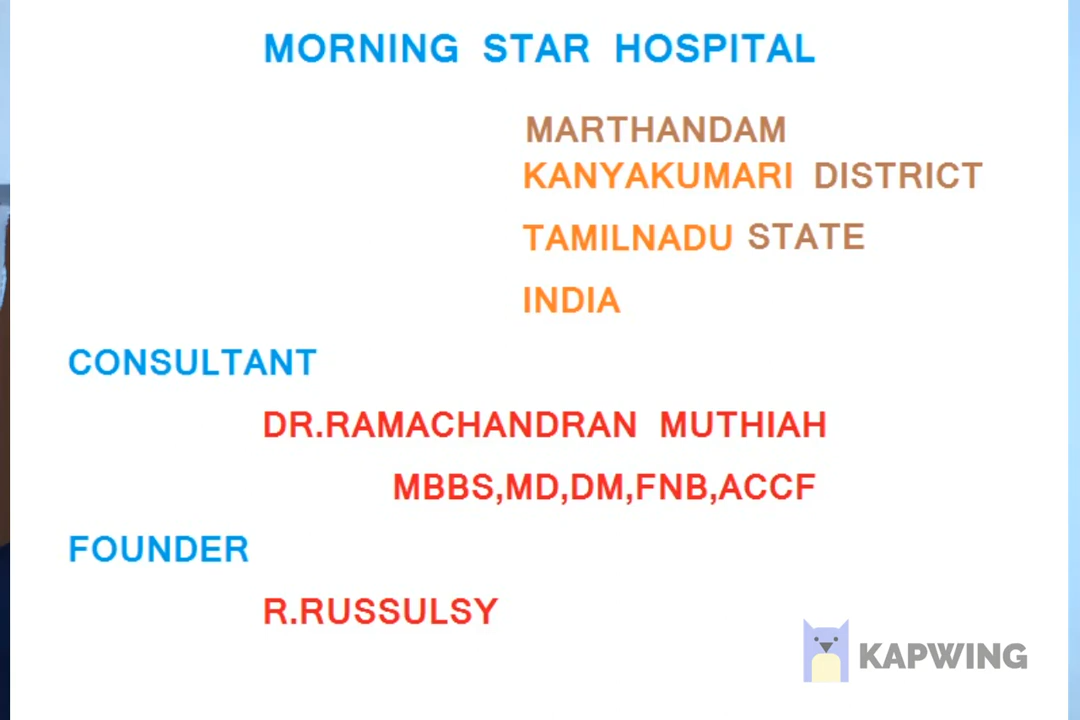 MORNING STAR HOSPITAL
MARTHANDAM
KANYAKUMARI DISTRICT
TAMILNADU STATE
INDIA
CONSULTANT
DR.RAMACHANDRAN MUTHIAH
MBBS,MD,DM,FNB,ACCF
FOUNDER
R.RUSSULSY
KAPWING